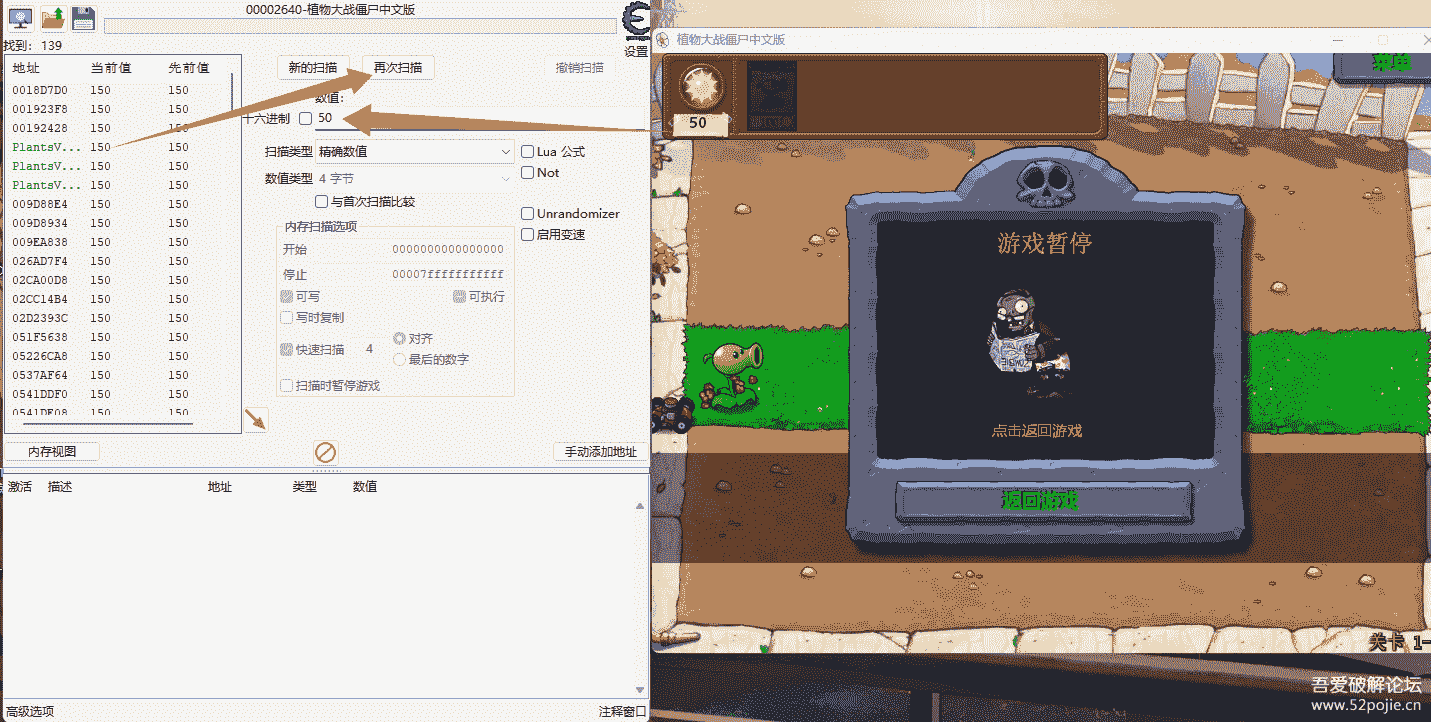 00002640-植物大战僵尸中文版
设置
找到: 139
地址 当前值 先前值
0018D7D0 150 150
001923F8 150 150
00192428 150 150
PlantsV... 150 150
PlantsV... 150 150
PlantsV... 150 150
009D88E4 150 150
009D8934 150 150
009EA838 150 150
026AD7F4 150 150
02CA00D8 150 150
02CC14B4 150 150
02D2393C 150 150
051F5638 150 150
05226CA8 150 150
0537AF64 150 150
0541DDF0 150 150
0541DE08 150 150
新的扫描 再次扫描 撤销扫描
数值:
十六进制 50
扫描类型 精确数值
数值类型 4 字节
Lua 公式
Not
与首次扫描比较
Unrandomizer
启用变速
内存扫描选项
开始 0000000000000000
停止 00007fffffffffff
可写 可执行
写时复制
快速扫描 4 对齐
最后的数字
扫描时暂停游戏
内存视图 手动添加地址
激活 描述 地址 类型 数值
高级选项 注释窗口
植物大战僵尸中文版
菜单
50
游戏暂停
点击返回游戏
返回游戏
关卡 1-
吾爱破解论坛
www.52pojie.cn